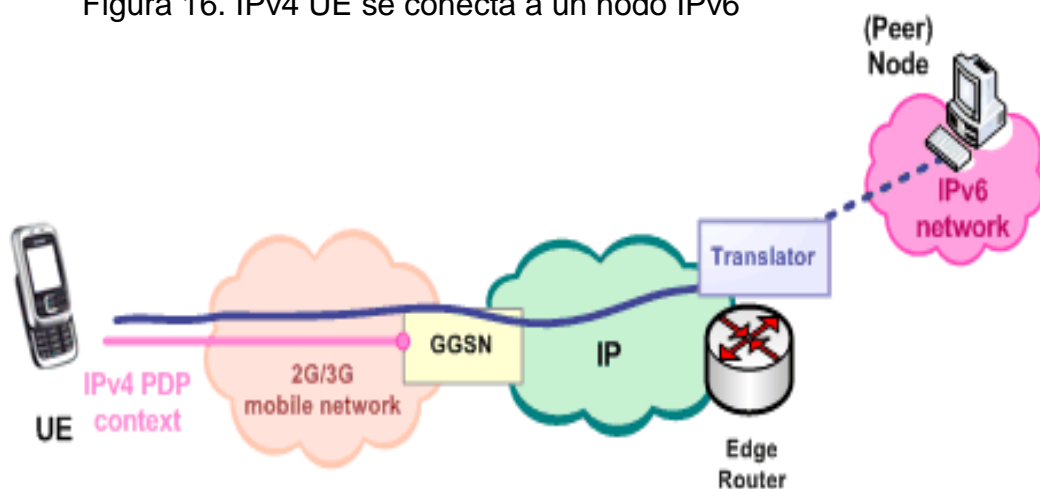 Figura 16. IPv4 UE se conecta a un nodo IPv6
(Peer)
Node
IPv6
network
Translator
GGSN
IP
2G/3G
mobile network
IPv4 PDP
context
UE
Edge
Router